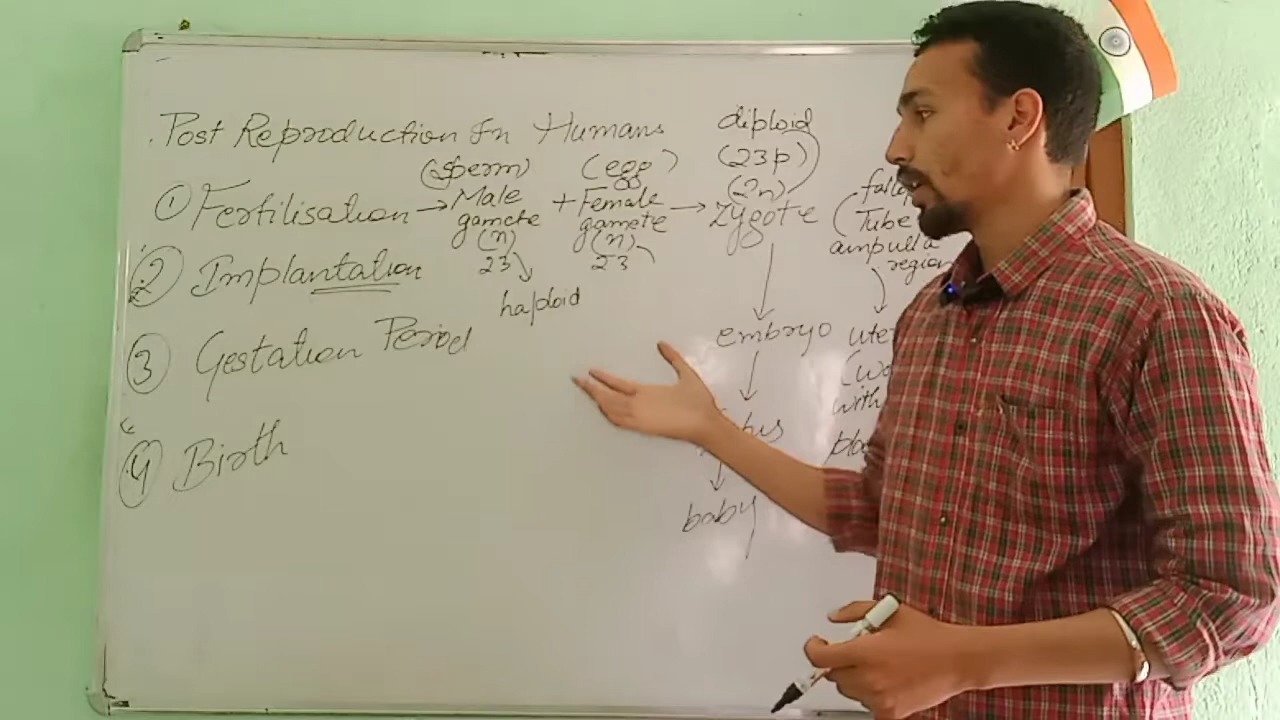 Post Reproduction In Humans
diploid
(sperm) (egg) (23p)
(2n)
① Fertilisation → Male gamete (n) 23 + Female gamete (n) 23 → zygote
(Tube
ampulla
region
haploid
② Implantation
embryo
③ Gestation Period
with
④ Birth
baby